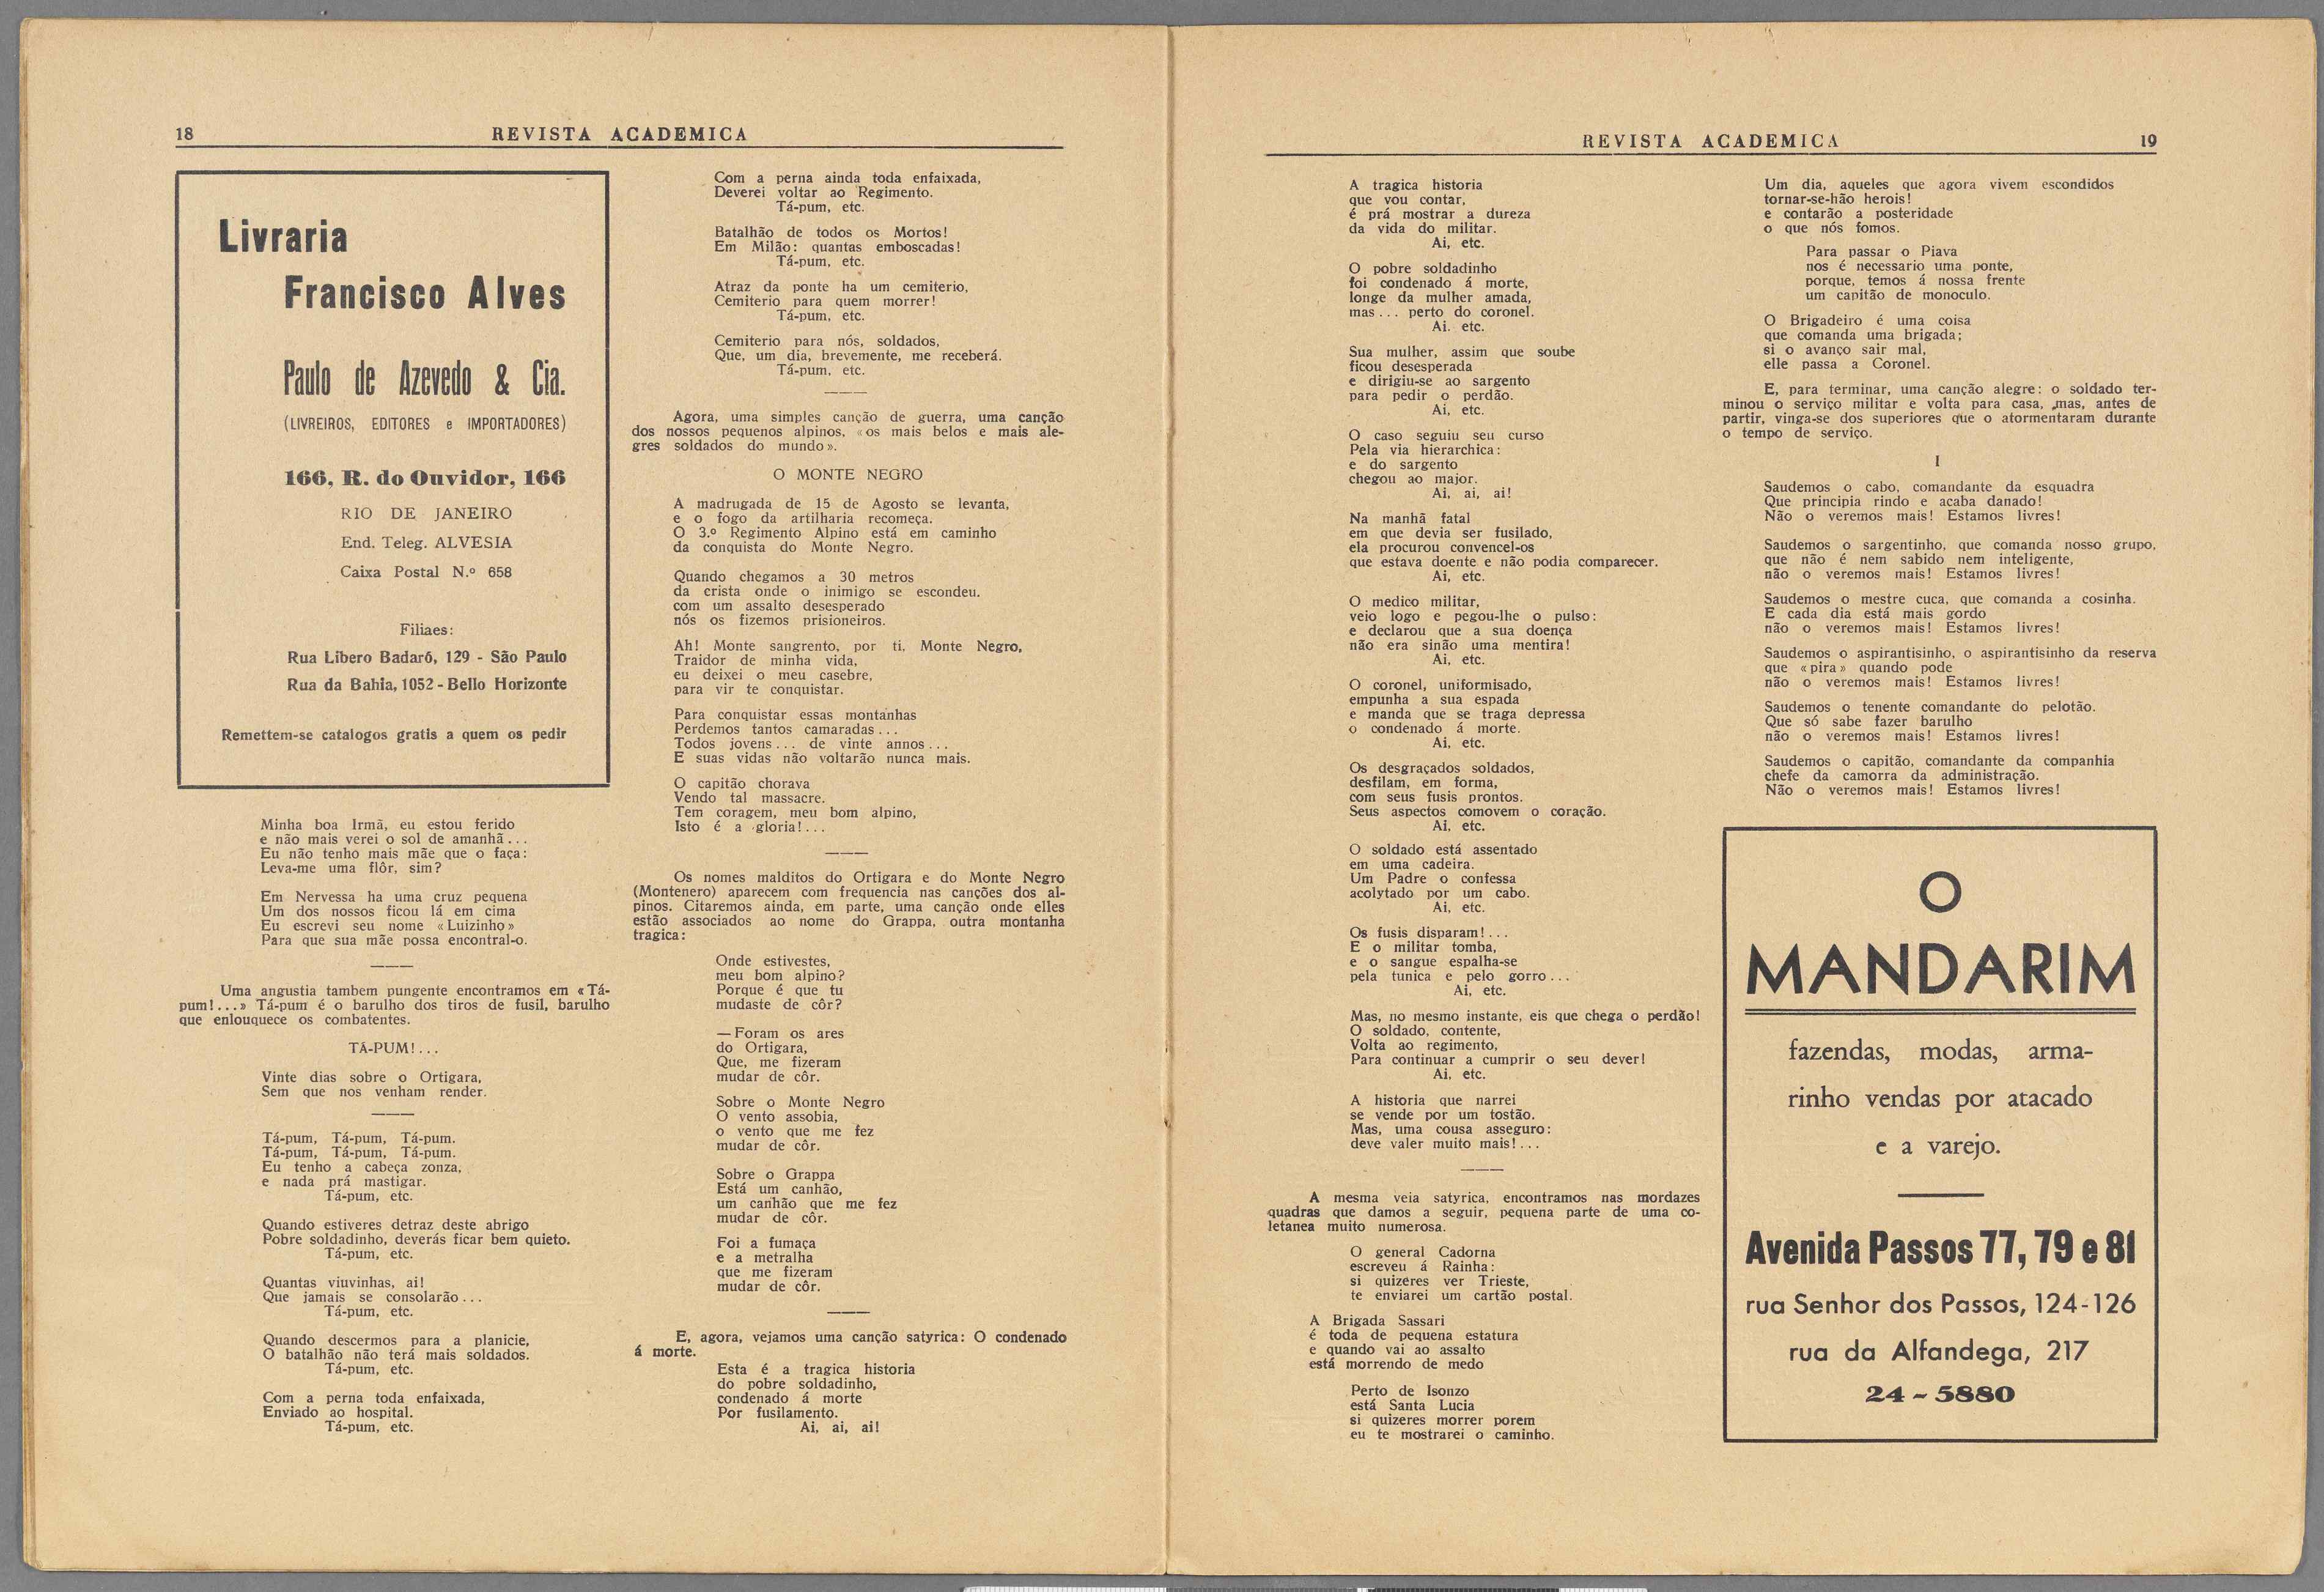 18
REVISTA ACADEMICA
Livraria
Francisco Alves
Paulo de Azevedo & Cia.
(LIVREIROS, EDITORES e IMPORTADORES)
166, R. do Ouvidor, 166
RIO DE JANEIRO
End. Teleg. ALVESIA
Caixa Postal N.º 658
Filiaes:
Rua Líbero Badaró, 129 - São Paulo
Rua da Bahia, 1052 - Bello Horizonte
Remettem-se catalogos gratis a quem os pedir
Minha boa Irmã, eu estou ferido
e não mais verei o sol de amanhã...
Eu não tenho mais mãe que o faça:
Leva-me uma flôr, sim?
Em Nervessa ha uma cruz pequena
Um dos nossos ficou lá em cima
Eu escrevi seu nome «Luizinho»
Para que sua mãe possa encontral-o.
Uma angustia tambem pungente encontramos em «Tá-
pum!...» Tá-pum é o barulho dos tiros de fusil, barulho
que enlouquece os combatentes.
TÁ-PUM!...
Vinte dias sobre o Ortigara,
Sem que nos venham render.
Tá-pum, Tá-pum, Tá-pum.
Tá-pum, Tá-pum, Tá-pum.
Eu tenho a cabeça zonza,
e nada prá mastigar.
Tá-pum, etc.
Quando estiveres detraz deste abrigo
Pobre soldadinho, deverás ficar bem quieto.
Tá-pum, etc.
Quantas viuvinhas, ai!
Que jamais se consolarão...
Tá-pum, etc.
Quando descermos para a planicie,
O batalhão não terá mais soldados.
Tá-pum, etc.
Com a perna toda enfaixada,
Enviado ao hospital.
Tá-pum, etc.
Com a perna ainda toda enfaixada,
Deverei voltar ao Regimento.
Tá-pum, etc.
Batalhão de todos os Mortos!
Em Milão: quantas emboscadas!
Tá-pum, etc.
Atraz da ponte ha um cemiterio,
Cemiterio para quem morrer!
Tá-pum, etc.
Cemiterio para nós, soldados,
Que, um dia, brevemente, me receberá.
Tá-pum, etc.
Agora, uma simples canção de guerra, uma canção
dos nossos pequenos alpinos, «os mais belos e mais ale-
gres soldados do mundo».
O MONTE NEGRO
A madrugada de 15 de Agosto se levanta,
e o fogo da artilharia recomeça.
O 3.º Regimento Alpino está em caminho
da conquista do Monte Negro.
Quando chegamos a 30 metros
da crista onde o inimigo se escondeu.
com um assalto desesperado
nós os fizemos prisioneiros.
Ah! Monte sangrento, por ti, Monte Negro,
Traidor de minha vida,
eu deixei o meu casebre,
para vir te conquistar.
Para conquistar essas montanhas
Perdemos tantos camaradas...
Todos jovens... de vinte annos...
E suas vidas não voltarão nunca mais.
O capitão chorava
Vendo tal massacre.
Tem coragem, meu bom alpino,
Isto é a gloria!...
Os nomes malditos do Ortigara e do Monte Negro
(Montenero) aparecem com frequencia nas canções dos al-
pinos. Citaremos ainda, em parte, uma canção onde elles
estão associados ao nome do Grappa, outra montanha
tragica:
Onde estivestes,
meu bom alpino?
Porque é que tu
mudaste de côr?
—Foram os ares
do Ortigara,
Que, me fizeram
mudar de côr.
Sobre o Monte Negro
O vento assobia,
o vento que me fez
mudar de côr.
Sobre o Grappa
Está um canhão,
um canhão que me fez
mudar de côr.
Foi a fumaça
e a metralha
que me fizeram
mudar de côr.
E, agora, vejamos uma canção satyrica: O condenado
á morte.
Esta é a tragica historia
do pobre soldadinho,
condenado á morte
Por fusilamento.
Ai, ai, ai!
REVISTA ACADEMICA
19
A tragica historia
que vou contar,
é prá mostrar a dureza
da vida do militar.
Ai, etc.
O pobre soldadinho
foi condenado á morte,
longe da mulher amada,
mas... perto do coronel.
Ai. etc.
Sua mulher, assim que soube
ficou desesperada
e dirigiu-se ao sargento
para pedir o perdão.
Ai, etc.
O caso seguiu seu curso
Pela via hierarchica:
e do sargento
chegou ao major.
Ai, ai, ai!
Na manhã fatal
em que devia ser fusilado,
ela procurou convencel-os
que estava doente e não podia comparecer.
Ai, etc.
O medico militar,
veio logo e pegou-lhe o pulso:
e declarou que a sua doença
não era sinão uma mentira!
Ai, etc.
O coronel, uniformisado,
empunha a sua espada
e manda que se traga depressa
o condenado á morte.
Ai, etc.
Os desgraçados soldados,
desfilam, em forma,
com seus fusis prontos.
Seus aspectos comovem o coração.
Ai, etc.
O soldado está assentado
em uma cadeira.
Um Padre o confessa
acolytado por um cabo.
Ai, etc.
Os fusis disparam!...
E o militar tomba,
e o sangue espalha-se
pela tunica e pelo gorro...
Ai, etc.
Mas, no mesmo instante, eis que chega o perdão!
O soldado, contente,
Volta ao regimento,
Para continuar a cumprir o seu dever!
Ai, etc.
A historia que narrei
se vende por um tostão.
Mas, uma cousa asseguro:
deve valer muito mais!...
A mesma veia satyrica, encontramos nas mordazes
quadras que damos a seguir, pequena parte de uma co-
letanea muito numerosa.
O general Cadorna
escreveu á Rainha:
si quizeres ver Trieste,
te enviarei um cartão postal.
A Brigada Sassari
é toda de pequena estatura
e quando vai ao assalto
está morrendo de medo
Perto de Isonzo
está Santa Lucia
si quizeres morrer porem
eu te mostrarei o caminho.
Um dia, aqueles que agora vivem escondidos
tornar-se-hão herois!
e contarão a posteridade
o que nós fomos.
Para passar o Piava
nos é necessario uma ponte,
porque, temos á nossa frente
um capitão de monoculo.
O Brigadeiro é uma coisa
que comanda uma brigada;
si o avanço sair mal,
elle passa a Coronel.
E, para terminar, uma canção alegre: o soldado ter-
minou o serviço militar e volta para casa, mas, antes de
partir, vinga-se dos superiores que o atormentaram durante
o tempo de serviço.
I
Saudemos o cabo, comandante da esquadra
Que principia rindo e acaba danado!
Não o veremos mais! Estamos livres!
Saudemos o sargentinho, que comanda nosso grupo,
que não é nem sabido nem inteligente,
não o veremos mais! Estamos livres!
Saudemos o mestre cuca, que comanda a cosinha.
E cada dia está mais gordo
não o veremos mais! Estamos livres!
Saudemos o aspirantisinho, o aspirantisinho da reserva
que «pira» quando pode
não o veremos mais! Estamos livres!
Saudemos o tenente comandante do pelotão.
Que só sabe fazer barulho
não o veremos mais! Estamos livres!
Saudemos o capitão, comandante da companhia
chefe da camorra da administração.
Não o veremos mais! Estamos livres!
O
MANDARIM
fazendas, modas, arma-
rinho vendas por atacado
e a varejo.
Avenida Passos 77, 79 e 81
rua Senhor dos Passos, 124-126
rua da Alfandega, 217
24 - 5880